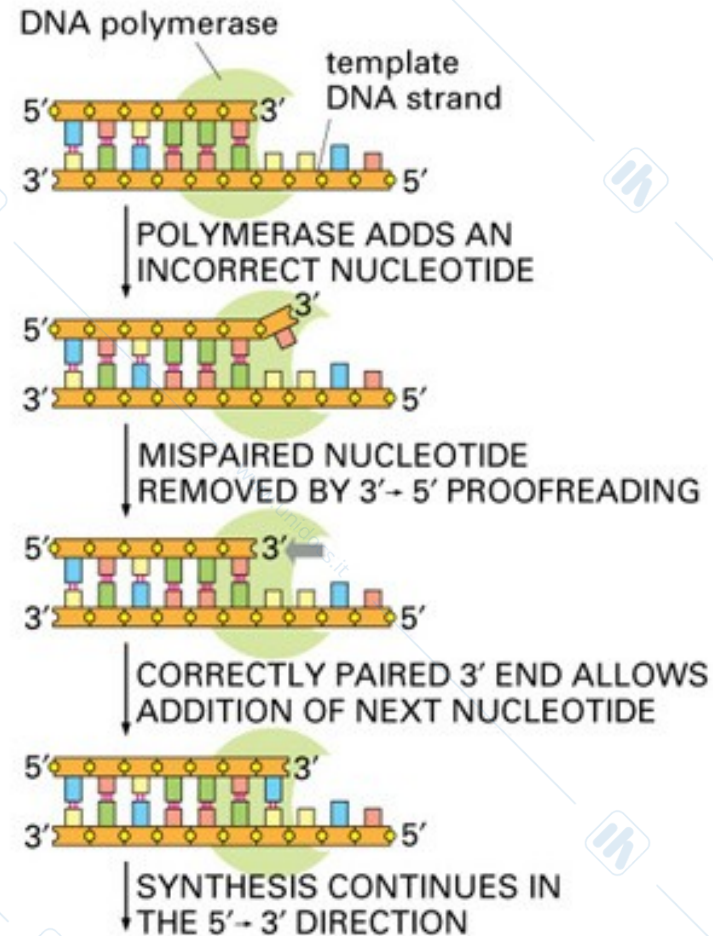 DNA polymerase
template
DNA strand
5′ 3′
3′ 5′
POLYMERASE ADDS AN
INCORRECT NUCLEOTIDE
3′
5′
3′ 5′
MISPAIRED NUCLEOTIDE
REMOVED BY 3′→ 5′ PROOFREADING
5′ 3′
3′ 5′
CORRECTLY PAIRED 3′ END ALLOWS
ADDITION OF NEXT NUCLEOTIDE
5′ 3′
3′ 5′
SYNTHESIS CONTINUES IN
THE 5′→ 3′ DIRECTION